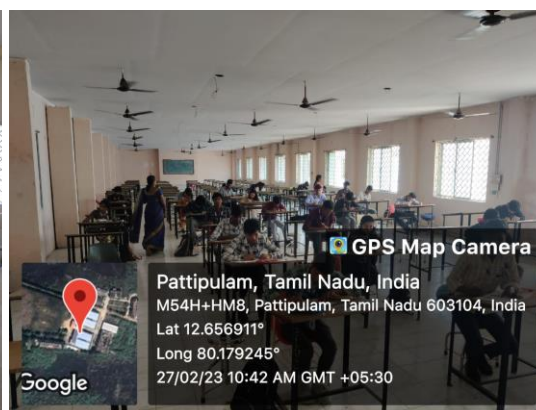 GPS Map Camera
Pattipulam, Tamil Nadu, India
M54H+HM8, Pattipulam, Tamil Nadu 603104, India
Lat 12.656911°
Long 80.179245°
27/02/23 10:42 AM GMT +05:30
Google